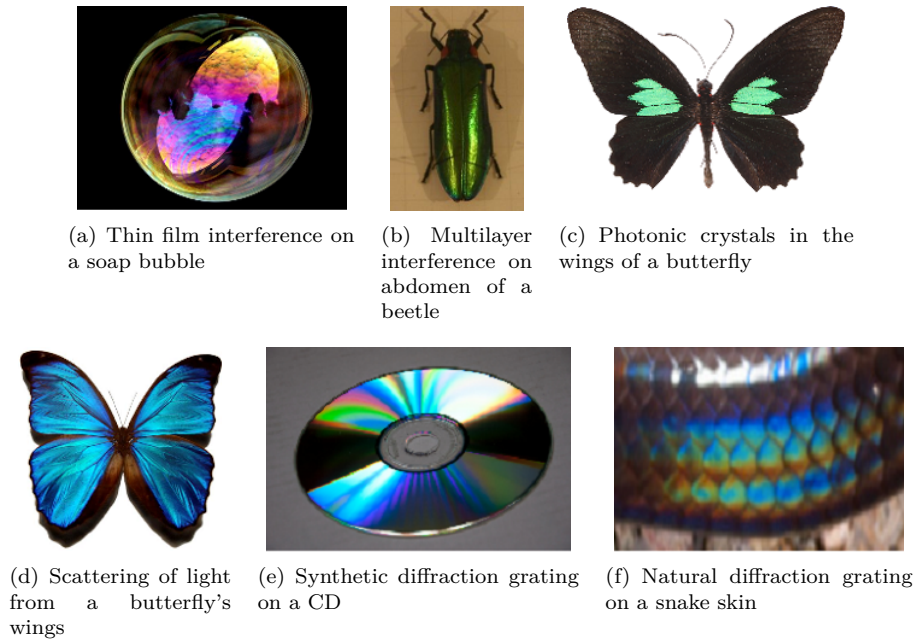 (a) Thin film interference on
a soap bubble
(b) Multilayer
interference on
abdomen of a
beetle
(c) Photonic crystals in the
wings of a butterfly
(d) Scattering of light
from a butterfly's
wings
(e) Synthetic diffraction grating
on a CD
(f) Natural diffraction grating
on a snake skin